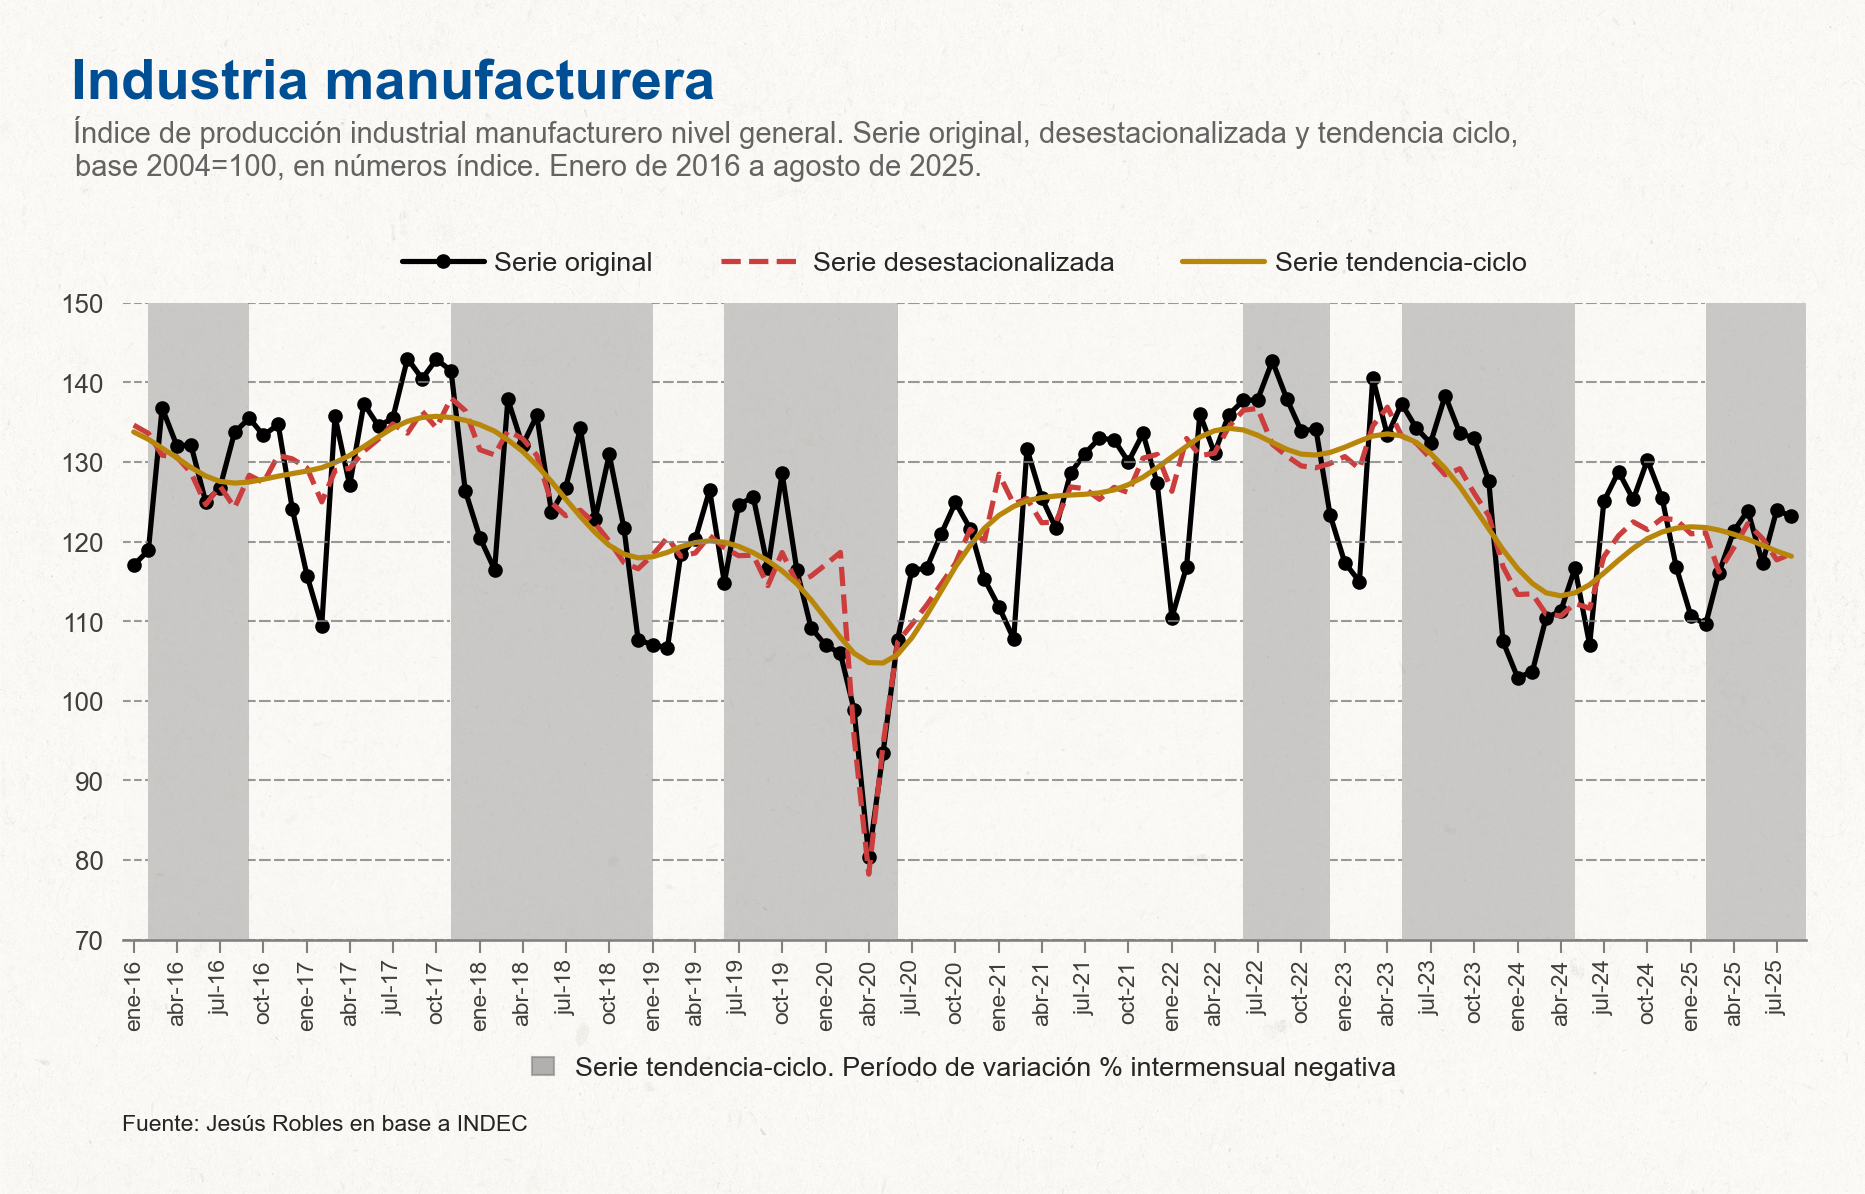 Industria manufacturera
Índice de producción industrial manufacturero nivel general. Serie original, desestacionalizada y tendencia ciclo,
base 2004=100, en números índice. Enero de 2016 a agosto de 2025.
Serie original
Serie desestacionalizada
Serie tendencia-ciclo
150
140
130
120
110
100
90
80
70
ene-16
abr-16
jul-16
oct-16
ene-17
abr-17
jul-17
oct-17
ene-18
abr-18
jul-18
oct-18
ene-19
abr-19
jul-19
oct-19
ene-20
abr-20
jul-20
oct-20
ene-21
abr-21
jul-21
oct-21
ene-22
abr-22
jul-22
oct-22
ene-23
abr-23
jul-23
oct-23
ene-24
abr-24
jul-24
oct-24
ene-25
abr-25
jul-25
Serie tendencia-ciclo. Período de variación % intermensual negativa
Fuente: Jesús Robles en base a INDEC